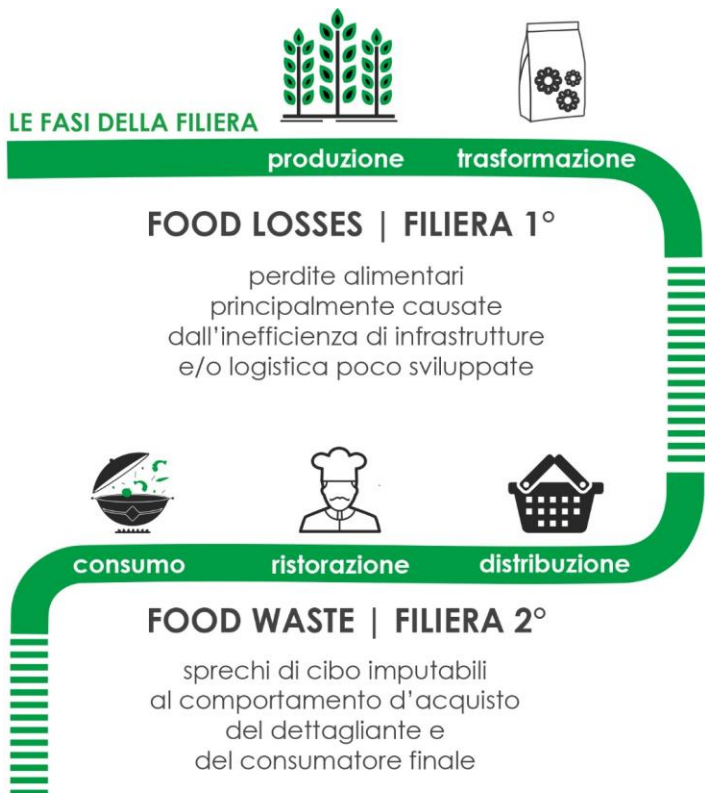 LE FASI DELLA FILIERA
produzione
trasformazione
FOOD LOSSES | FILIERA 1°
perdite alimentari
principalmente causate
dall'inefficienza di infrastrutture
e/o logistica poco sviluppate
consumo
ristorazione
distribuzione
FOOD WASTE | FILIERA 2°
sprechi di cibo imputabili
al comportamento d'acquisto
del dettagliante e
del consumatore finale